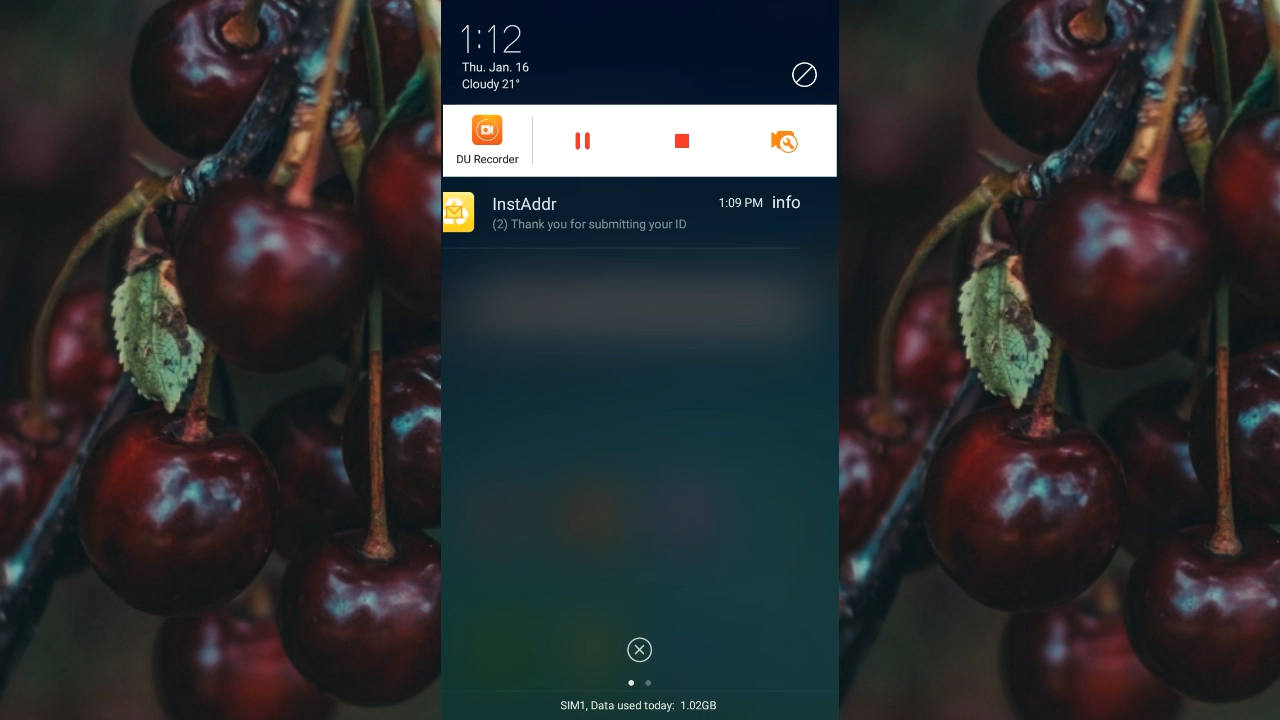 1:12
Thu. Jan. 16
Cloudy 21°
DU Recorder
InstAddr
1:09 PM info
(2) Thank you for submitting your ID
SIM1, Data used today: 1.02GB